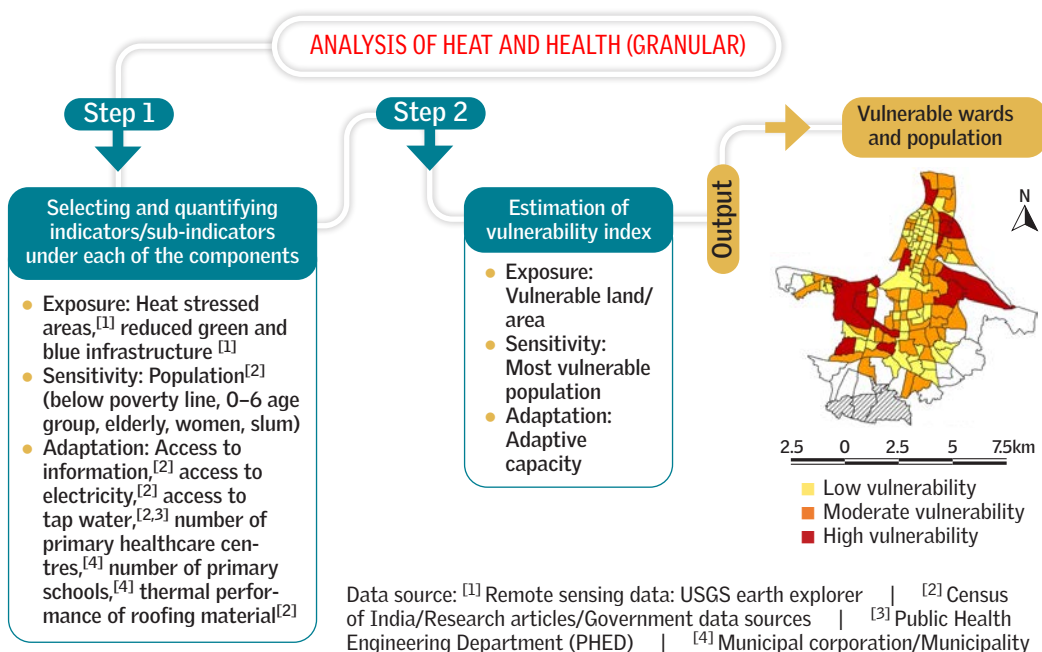 ANALYSIS OF HEAT AND HEALTH (GRANULAR)
Step 1
Selecting and quantifying
indicators/sub-indicators
under each of the components
Exposure: Heat stressed
areas,[1] reduced green and
blue infrastructure [1]
Sensitivity: Population[2]
(below poverty line, 0–6 age
group, elderly, women, slum)
Adaptation: Access to
information,[2] access to
electricity,[2] access to
tap water,[2,3] number of
primary healthcare cen-
tres,[4] number of primary
schools,[4] thermal perfor-
mance of roofing material[2]
Step 2
Estimation of
vulnerability index
Exposure:
Vulnerable land/
area
Sensitivity:
Most vulnerable
population
Adaptation:
Adaptive
capacity
Output
Vulnerable wards
and population
N
2.5 0 2.5 5 7.5km
Low vulnerability
Moderate vulnerability
High vulnerability
Data source: [1] Remote sensing data: USGS earth explorer | [2] Census
of India/Research articles/Government data sources | [3] Public Health
Engineering Department (PHED) | [4] Municipal corporation/Municipality